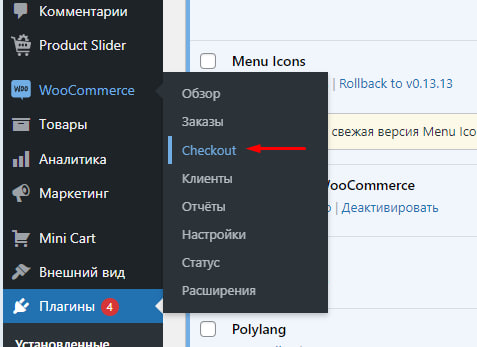 Комментарии
Product Slider
WooCommerce
Товары
Аналитика
Маркетинг
Mini Cart
Внешний вид
Плагины 4
Установленные
Обзор
Заказы
Checkout
Клиенты
Отчёты
Настройки
Статус
Расширения
Menu Icons
| Rollback to v0.13.13
свежая версия Menu Ico
WooCommerce
| Деактивировать
Polylang